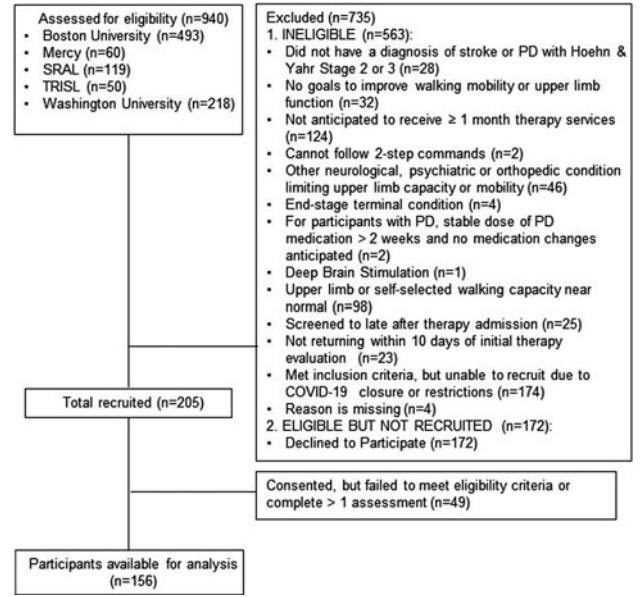 Assessed for eligibility (n=940)
• Boston University (n=493)
• Mercy (n=60)
• SRAL (n=119)
• TRISL (n=50)
• Washington University (n=218)
Excluded (n=735)
1. INELIGIBLE (n=563):
• Did not have a diagnosis of stroke or PD with Hoehn &
Yahr Stage 2 or 3 (n=28)
• No goals to improve walking mobility or upper limb
function (n=32)
• Not anticipated to receive ≥ 1 month therapy services
(n=124)
• Cannot follow 2-step commands (n=2)
• Other neurological, psychiatric or orthopedic condition
limiting upper limb capacity or mobility (n=46)
• End-stage terminal condition (n=4)
• For participants with PD, stable dose of PD
medication > 2 weeks and no medication changes
anticipated (n=2)
• Deep Brain Stimulation (n=1)
• Upper limb or self-selected walking capacity near
normal (n=98)
• Screened to late after therapy admission (n=25)
• Not returning within 10 days of initial therapy
evaluation (n=23)
• Met inclusion criteria, but unable to recruit due to
COVID-19 closure or restrictions (n=174)
• Reason is missing (n=4)
2. ELIGIBLE BUT NOT RECRUITED (n=172):
• Declined to Participate (n=172)
Total recruited (n=205)
Consented, but failed to meet eligibility criteria or
complete > 1 assessment (n=49)
Participants available for analysis
(n=156)